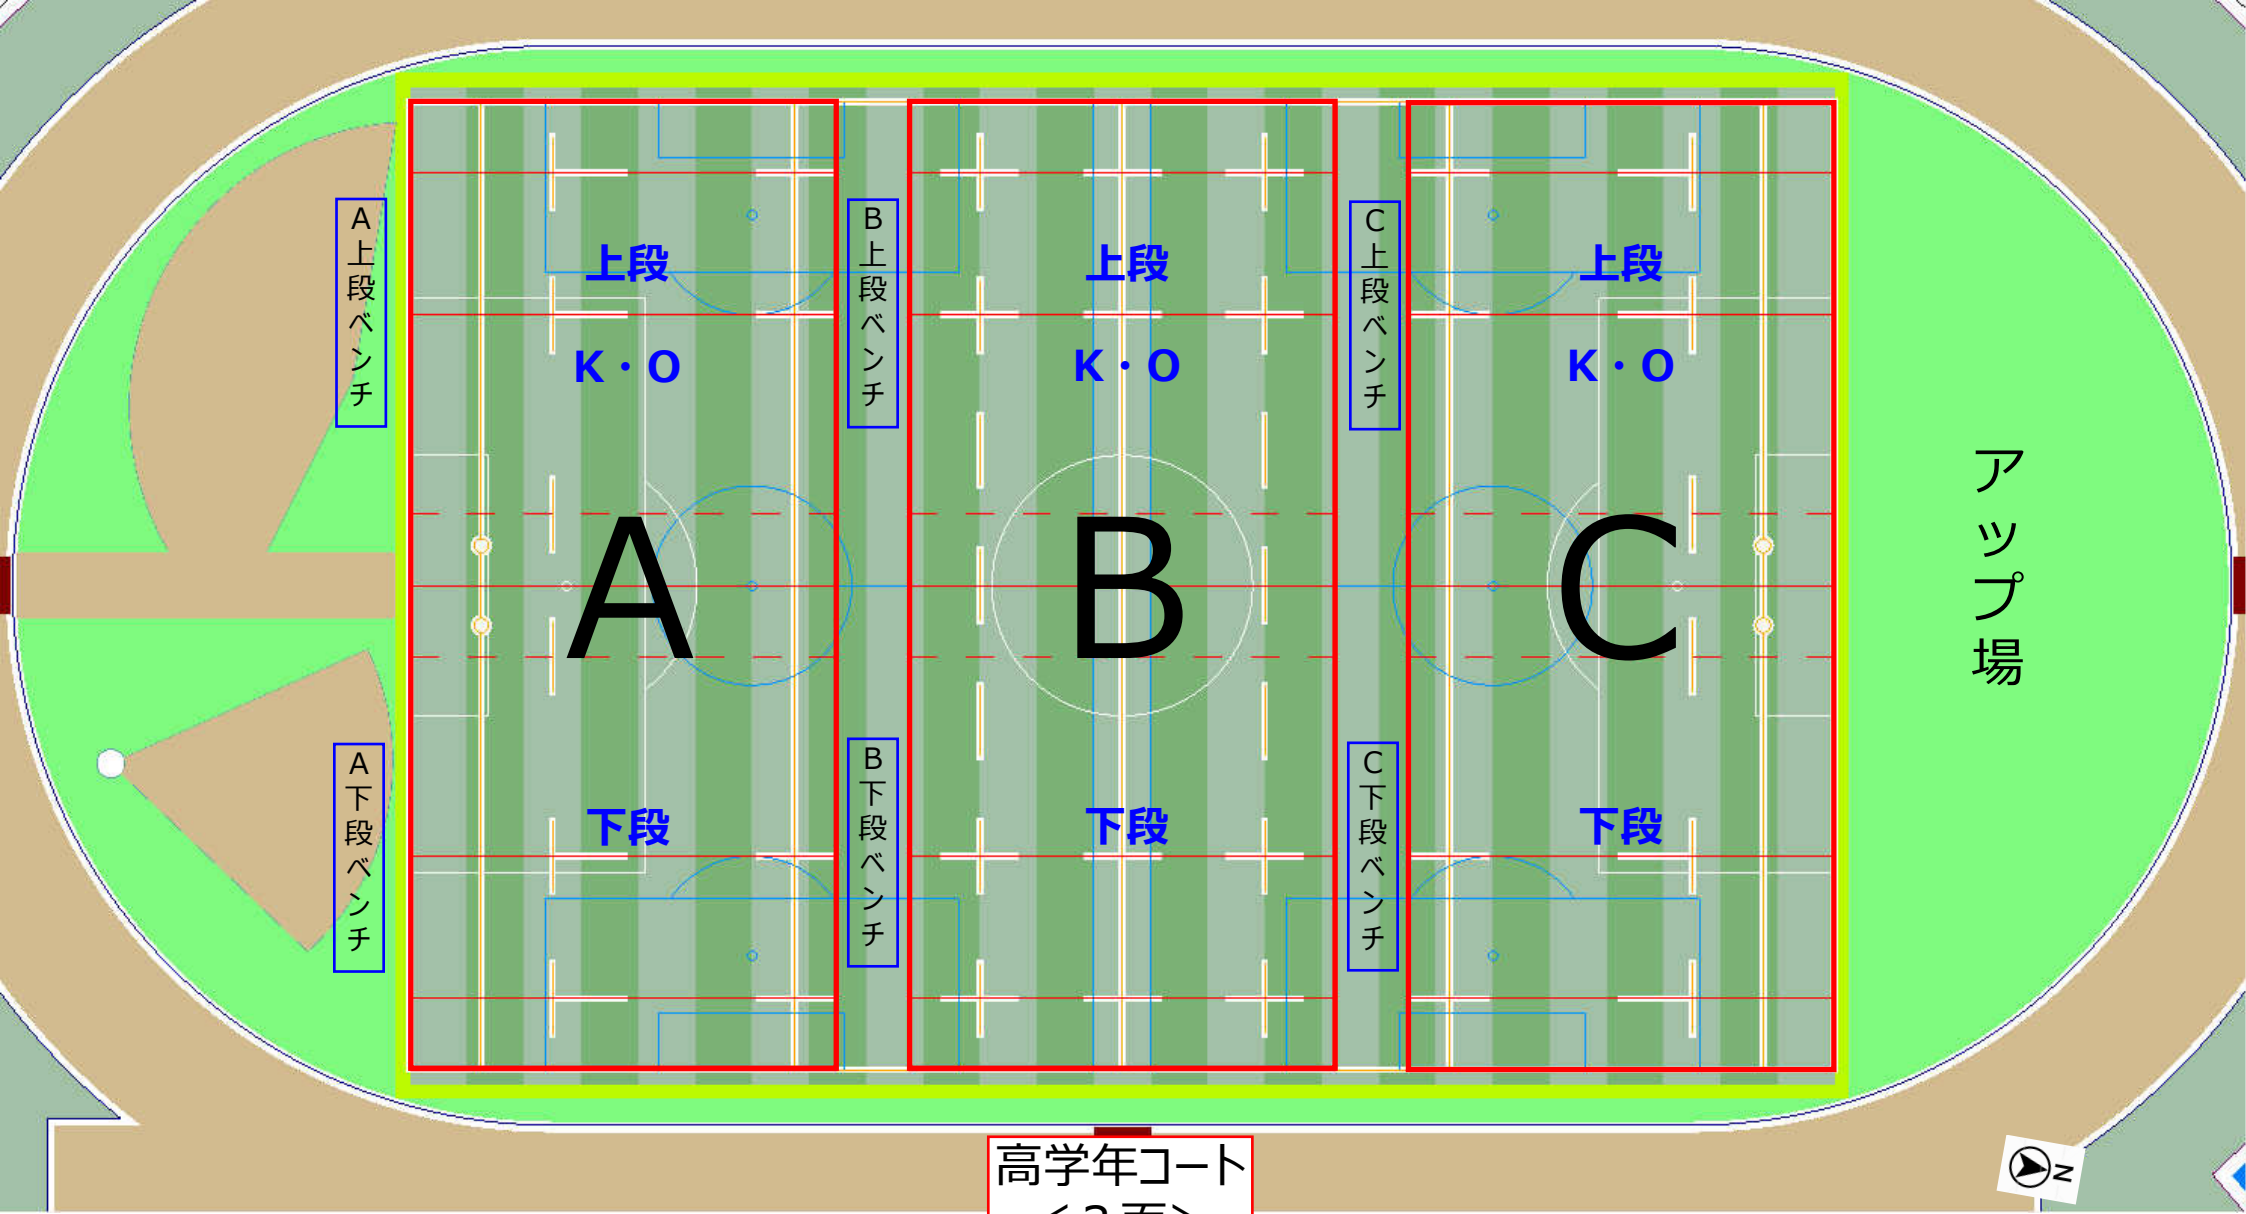 A上段ベンチ
B上段ベンチ
C上段ベンチ
上段
上段
上段
K・O
K・O
K・O
A
B
C
アップ場
A下段ベンチ
B下段ベンチ
C下段ベンチ
下段
下段
下段
高学年コート
N